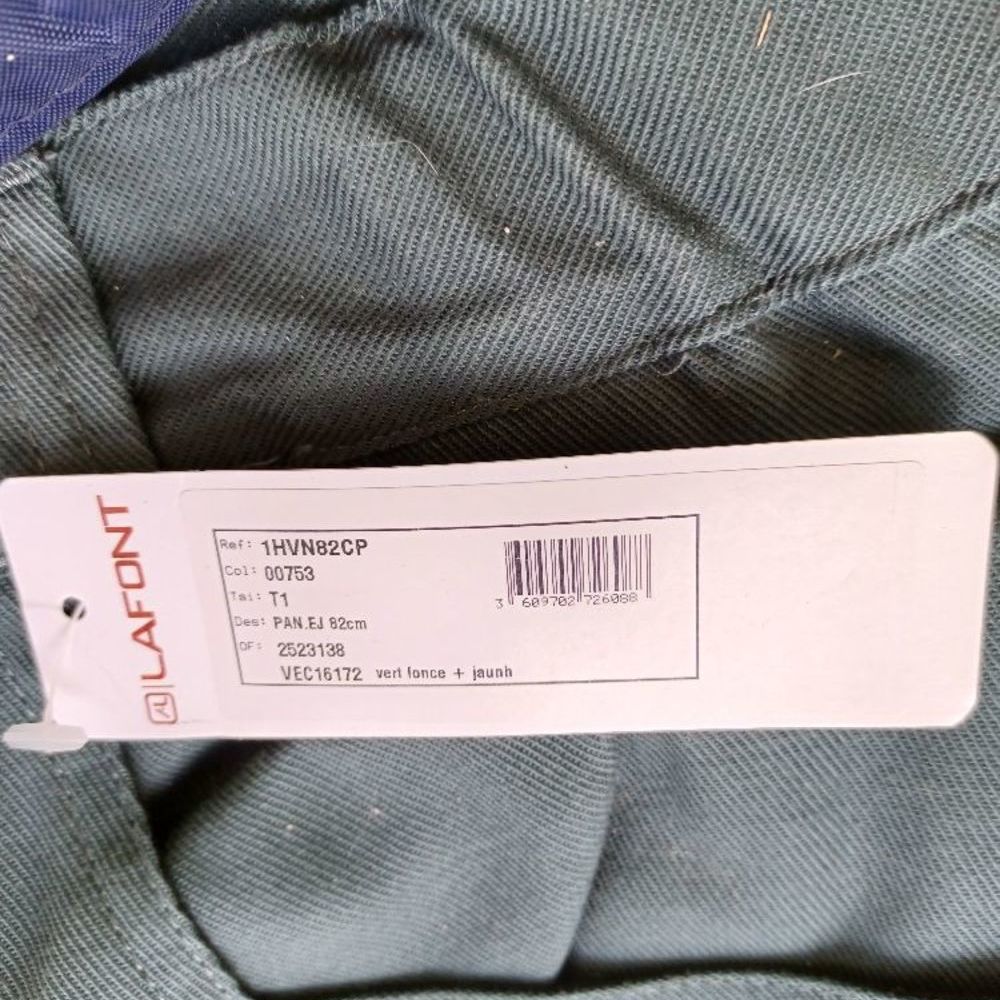 LAFONT
Ref: 1HVN82CP
Col: 00753
Tai: T1
Des: PAN.EJ 82cm
OF: 2523138
VEC16172 vert fonce + jaunh
3 609702 726088